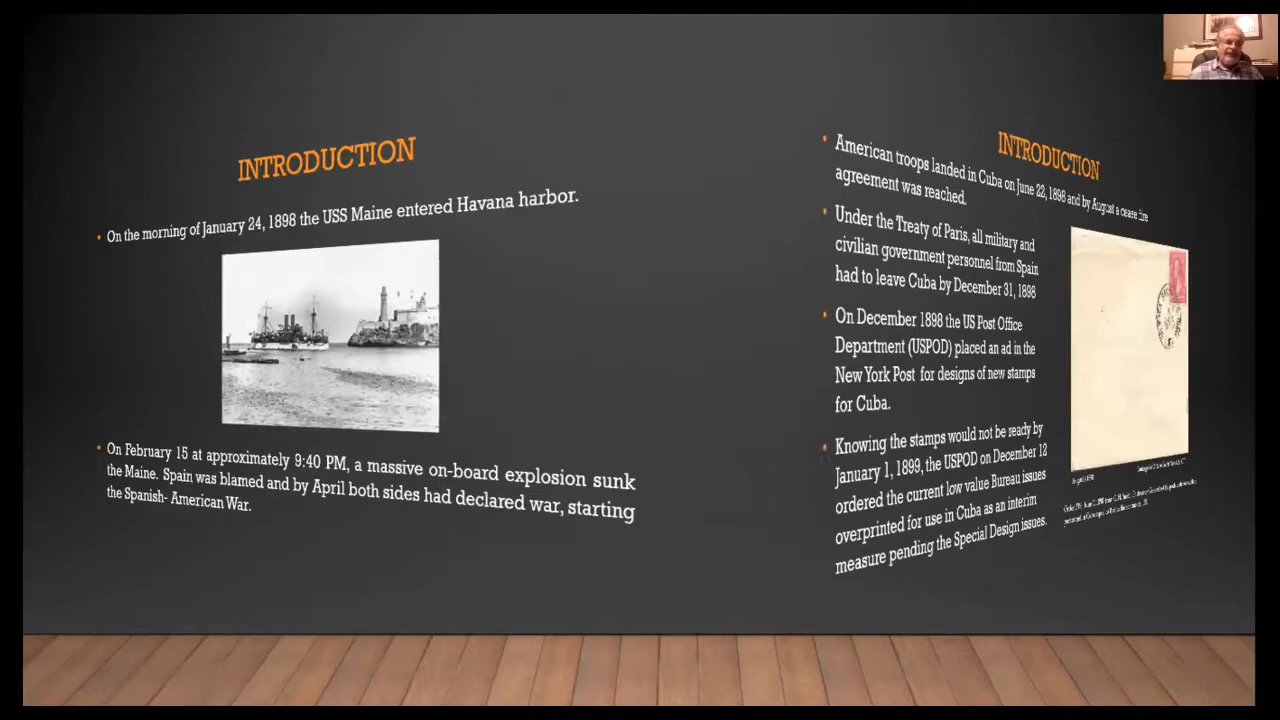 INTRODUCTION
On the morning of January 24, 1898 the USS Maine entered Havana harbor.
On February 15 at approximately 9:40 PM, a massive on-board explosion sunk
the Maine. Spain was blamed and by April both sides had declared war, starting
the Spanish- American War.
INTRODUCTION
American troops landed in Cuba on June 22, 1898 and by August a cease fire
agreement was reached.
Under the Treaty of Paris, all military and
civilian government personnel from Spain
had to leave Cuba by December 31, 1898
On December 1898 the US Post Office
Department (USPOD) placed an ad in the
New York Post for designs of new stamps
for Cuba.
Knowing the stamps would not be ready by
January 1, 1899, the USPOD on December 12
ordered the current low value Bureau issues
overprinted for use in Cuba as an interim
measure pending the Special Design issues.